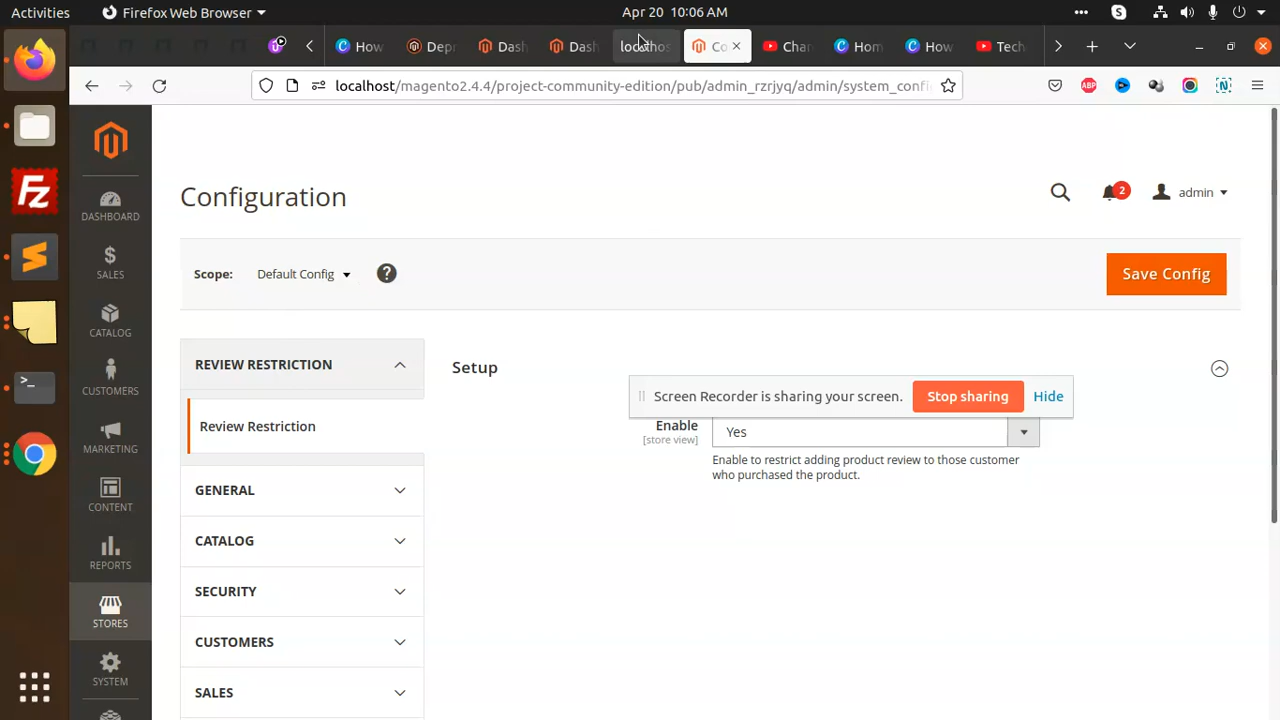 Activities
Firefox Web Browser
Apr 20 10:06 AM
How
Depr
Dash
Dash
localhos
Co
Chan
Hom
How
Tech
localhost/magento2.4.4/project-community-edition/pub/admin_rzrjyq/admin/system_confi
ABP
N
Configuration
2
admin
Scope:
Default Config
?
Save Config
DASHBOARD
SALES
CATALOG
CUSTOMERS
MARKETING
CONTENT
REPORTS
STORES
SYSTEM
REVIEW RESTRICTION
Review Restriction
GENERAL
CATALOG
SECURITY
CUSTOMERS
SALES
Setup
Screen Recorder is sharing your screen.
Stop sharing
Hide
Enable
[store view]
Yes
Enable to restrict adding product review to those customer
who purchased the product.